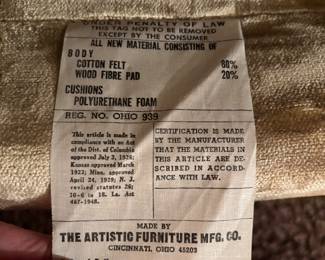 UNDER PENALTY OF LAW
THIS TAG NOT TO BE REMOVED
EXCEPT BY THE CONSUMER
ALL NEW MATERIAL CONSISTING OF
BODY
COTTON FELT 80%
WOOD FIBRE PAD 20%
CUSHIONS
POLYURETHANE FOAM
REG. NO. OHIO 939
This article is made in
compliance with an Act
of the Dist. of Columbia
approved July 3, 1926;
Kansas approved March
1923; Minn. approved
April 24, 1929; N. J.
revised statutes 26;
10-6 to 18. La. Act
467-1948.
CERTIFICATION IS MADE
BY THE MANUFACTURER
THAT THE MATERIALS IN
THIS ARTICLE ARE DE-
SCRIBED IN ACCORD-
ANCE WITH LAW.
MADE BY
THE ARTISTIC FURNITURE MFG. CO.
CINCINNATI, OHIO 45203